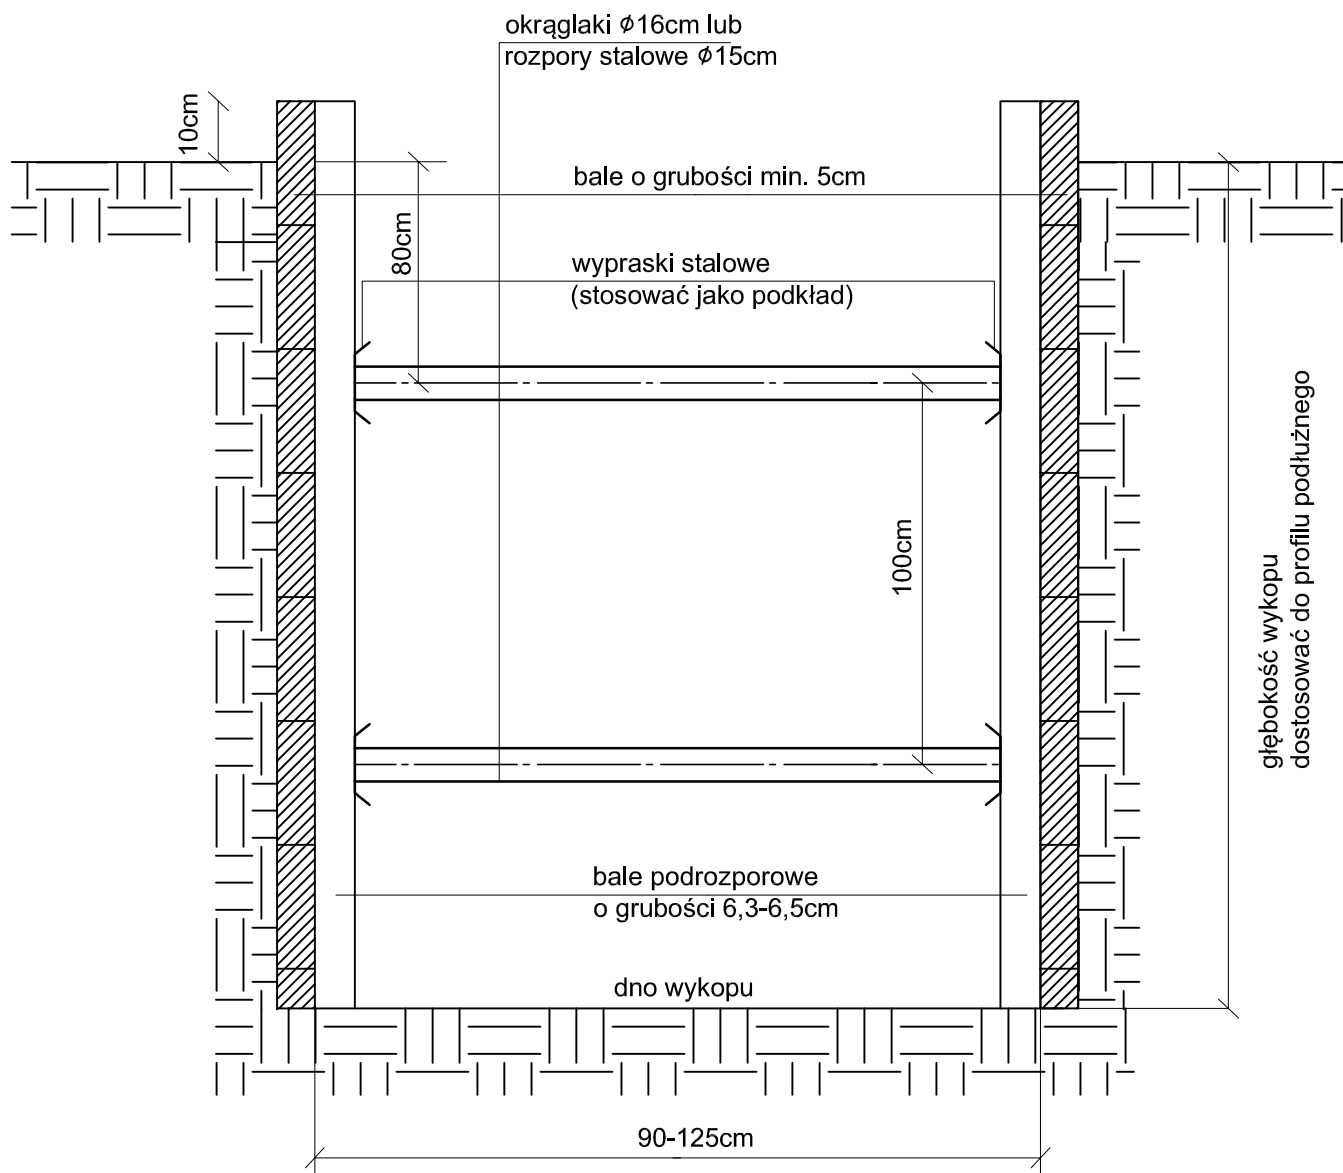 okrąglaki ϕ16cm lub
rozpory stalowe ϕ15cm
10cm
bale o grubości min. 5cm
80cm
wypraski stalowe
(stosować jako podkład)
100cm
głębokość wykopu
dostosować do profilu podłużnego
bale podrozporowe
o grubości 6,3-6,5cm
dno wykopu
90-125cm